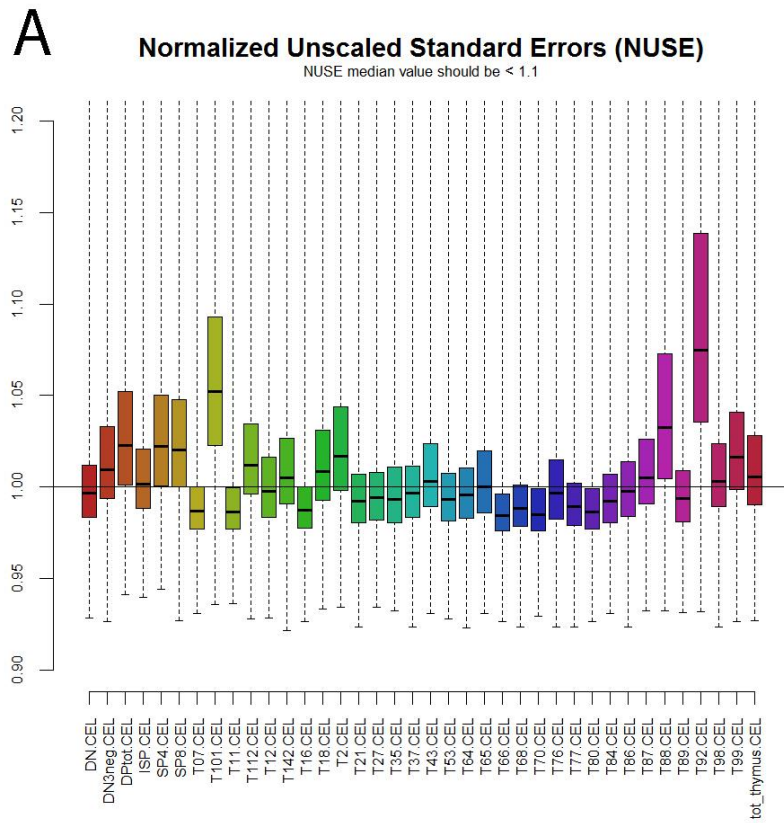 A
Normalized Unscaled Standard Errors (NUSE)
NUSE median value should be < 1.1
1.20
1.15
1.10
1.05
1.00
0.95
0.90
DN.CEL
DN3neg.CEL
DPtot.CEL
ISP.CEL
SP4.CEL
SP8.CEL
T07.CEL
T101.CEL
T11.CEL
T112.CEL
T12.CEL
T142.CEL
T16.CEL
T18.CEL
T2.CEL
T21.CEL
T27.CEL
T35.CEL
T37.CEL
T43.CEL
T53.CEL
T64.CEL
T65.CEL
T66.CEL
T68.CEL
T70.CEL
T76.CEL
T77.CEL
T80.CEL
T84.CEL
T86.CEL
T87.CEL
T88.CEL
T89.CEL
T92.CEL
T98.CEL
T99.CEL
tot_thymus.CEL